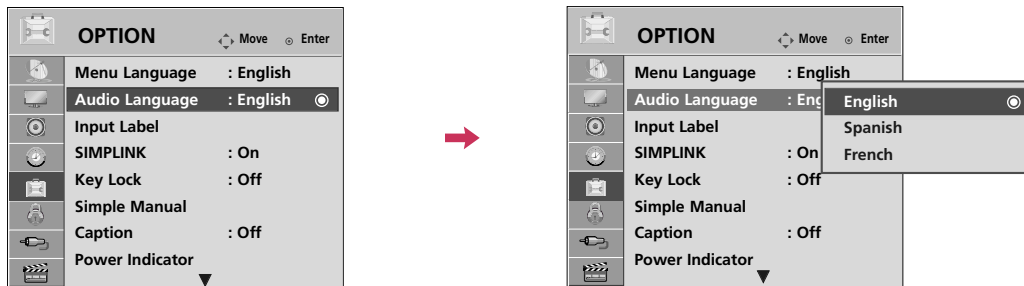 OPTION
Move
Enter
Menu Language : English
Audio Language : English
Input Label
SIMPLINK : On
Key Lock : Off
Simple Manual
Caption : Off
Power Indicator
OPTION
Move
Enter
Menu Language : English
Audio Language : Eng
Input Label
SIMPLINK : On
Key Lock : Off
Simple Manual
Caption : Off
Power Indicator
English
Spanish
French